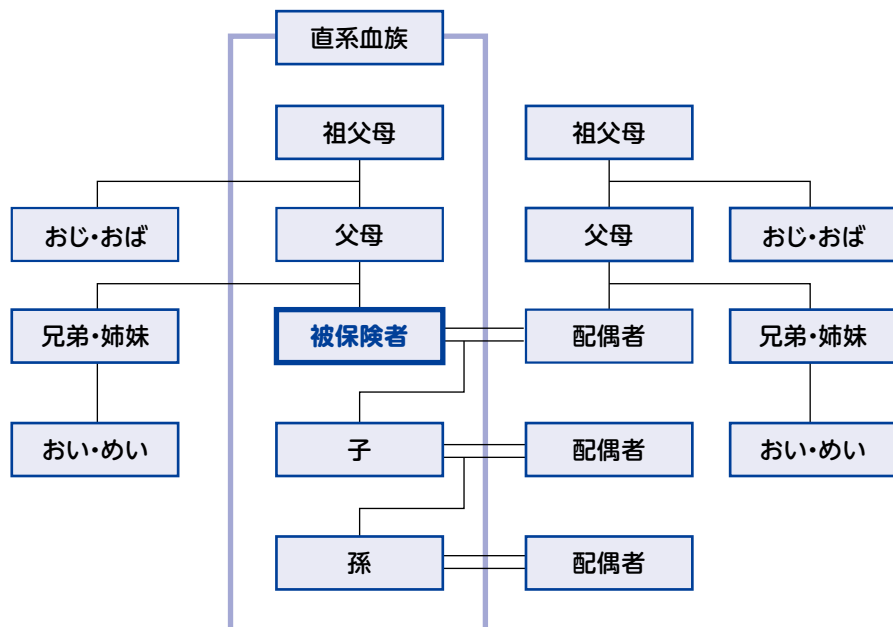 直系血族
祖父母
祖父母
おじ・おば
父母
父母
おじ・おば
兄弟・姉妹
被保険者
配偶者
兄弟・姉妹
おい・めい
子
配偶者
おい・めい
孫
配偶者